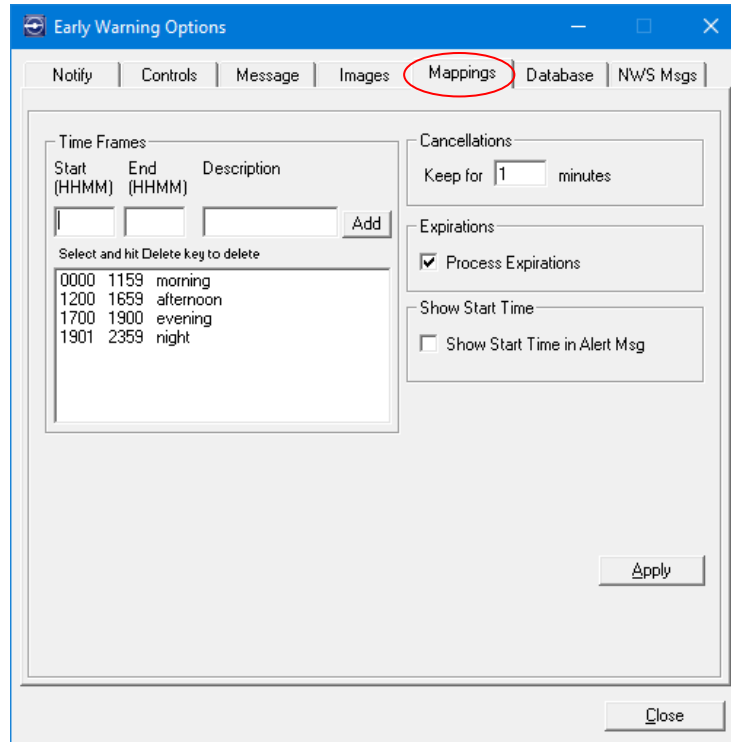 Early Warning Options
Notify Controls Message Images Mappings Database NWS Msgs
Time Frames
Start End Description
(HHMM) (HHMM)
Add
Select and hit Delete key to delete
0000 1159 morning
1200 1659 afternoon
1700 1900 evening
1901 2359 night
Cancellations
Keep for 1 minutes
Expirations
Process Expirations
Show Start Time
Show Start Time in Alert Msg
Apply
Close